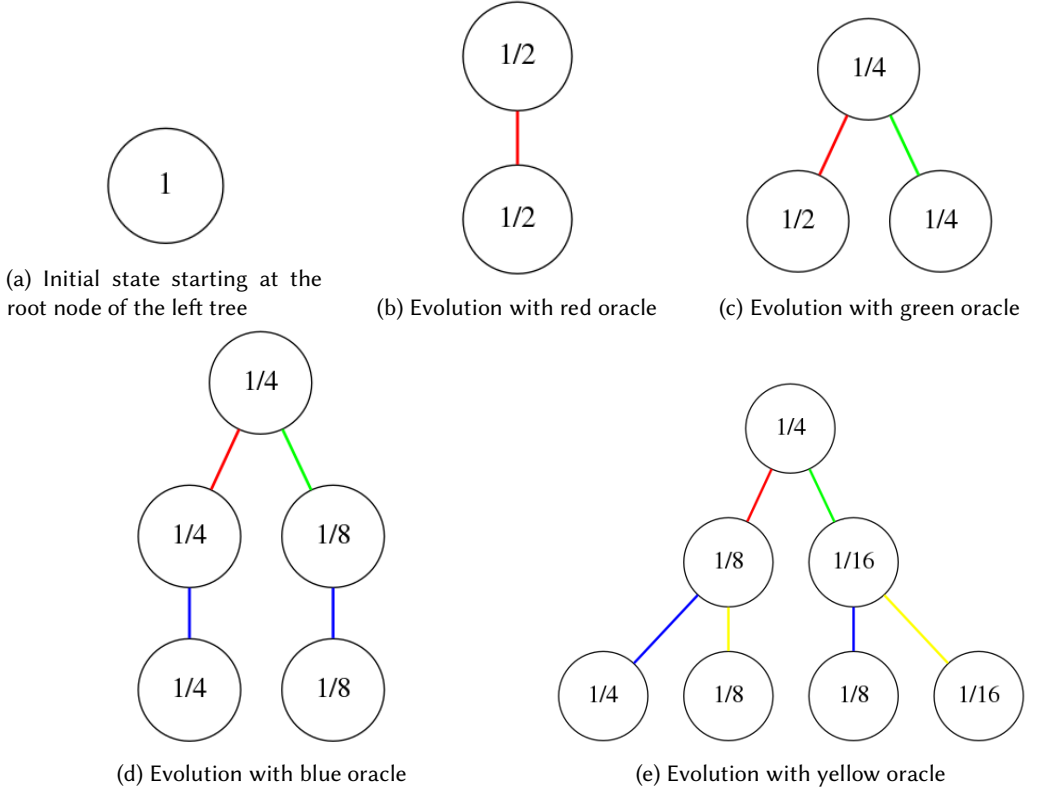 1
(a) Initial state starting at the
root node of the left tree
1/2
1/2
(b) Evolution with red oracle
1/4
1/2 1/4
(c) Evolution with green oracle
1/4
1/4 1/8
1/4 1/8
(d) Evolution with blue oracle
1/4
1/8 1/16
1/4 1/8 1/8 1/16
(e) Evolution with yellow oracle